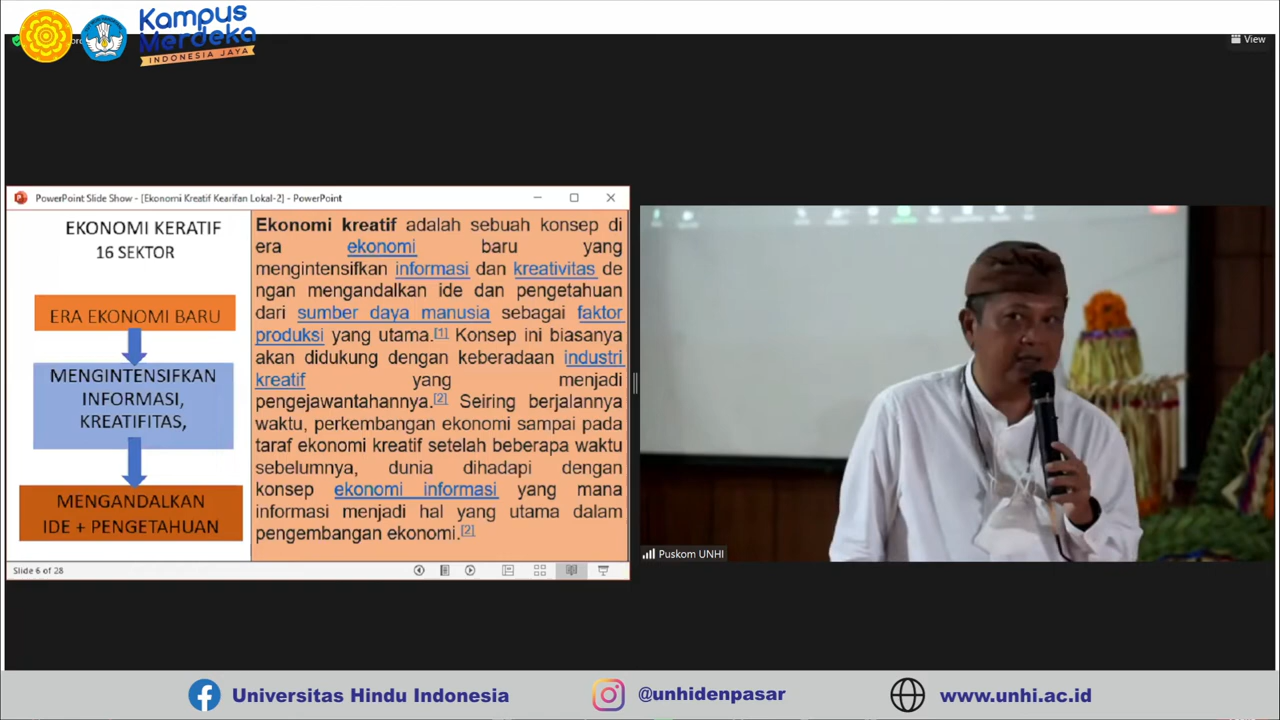 Kampus
Merdeka
INDONESIA JAYA
View
PowerPoint Slide Show - [Ekonomi Kreatif Kearifan Lokal-2] - PowerPoint
EKONOMI KERATIF
16 SEKTOR
ERA EKONOMI BARU
MENGINTENSIFKAN
INFORMASI,
KREATIFITAS,
MENGANDALKAN
IDE + PENGETAHUAN
Ekonomi kreatif adalah sebuah konsep di
era ekonomi baru yang
mengintensifkan informasi dan kreativitas de
ngan mengandalkan ide dan pengetahuan
dari sumber daya manusia sebagai faktor
produksi yang utama.[1] Konsep ini biasanya
akan didukung dengan keberadaan industri
kreatif yang menjadi
pengejawantahannya.[2] Seiring berjalannya
waktu, perkembangan ekonomi sampai pada
taraf ekonomi kreatif setelah beberapa waktu
sebelumnya, dunia dihadapi dengan
konsep ekonomi informasi yang mana
informasi menjadi hal yang utama dalam
pengembangan ekonomi.[2]
Slide 6 of 28
Puskom UNHI
Universitas Hindu Indonesia
@unhidenpasar
www.unhi.ac.id